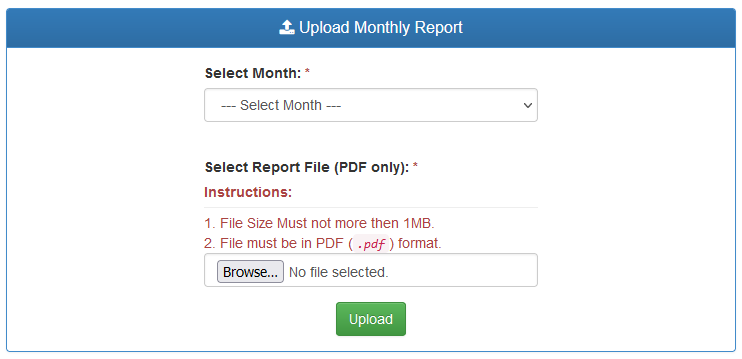 Upload Monthly Report
Select Month: *
--- Select Month ---
Select Report File (PDF only): *
Instructions:
1. File Size Must not more then 1MB.
2. File must be in PDF (.pdf) format.
Browse... No file selected.
Upload